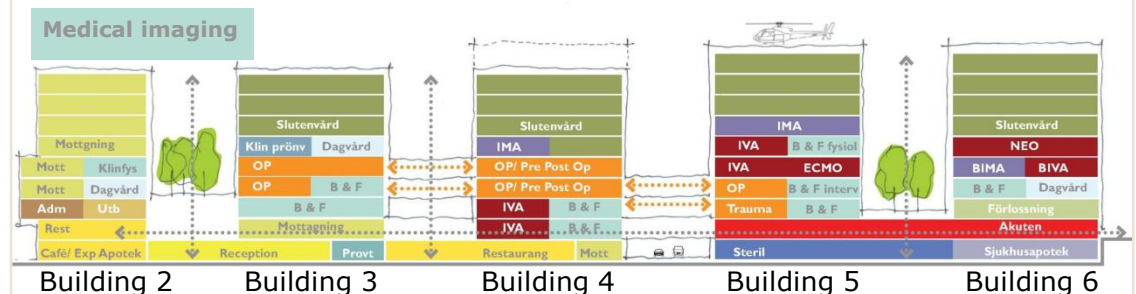 Medical imaging
Slutenvård
Slutenvård
IMA
Slutenvård
Mottgning
Klin prönv Dagvård
IMA
IVA B & F fysiol
NEO
Mott Klinfys
OP
OP/ Pre Post Op
IVA ECMO
BIMA BIVA
Mott Dagvård
OP B & F
OP/ Pre Post Op
OP B & F interv
B & F Dagvård
Adm Utb
B & F
IVA B & F
Trauma B & F
Förlossning
Rest
Mottagning
IVA B & F
Akuten
Café/ Exp Apotek
Reception
Provt
Restaurang
Mott
Steril
Sjukhusapotek
Building 2
Building 3
Building 4
Building 5
Building 6